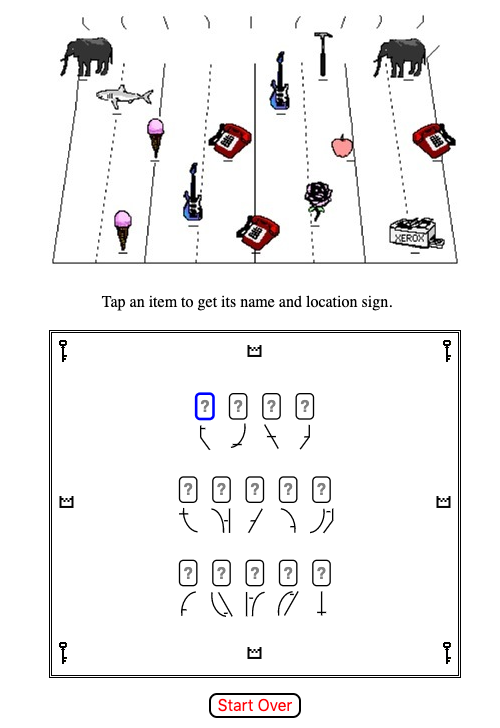 XEROX
Tap an item to get its name and location sign.
? ? ? ?
? ? ? ? ?
? ? ? ? ?
Start Over